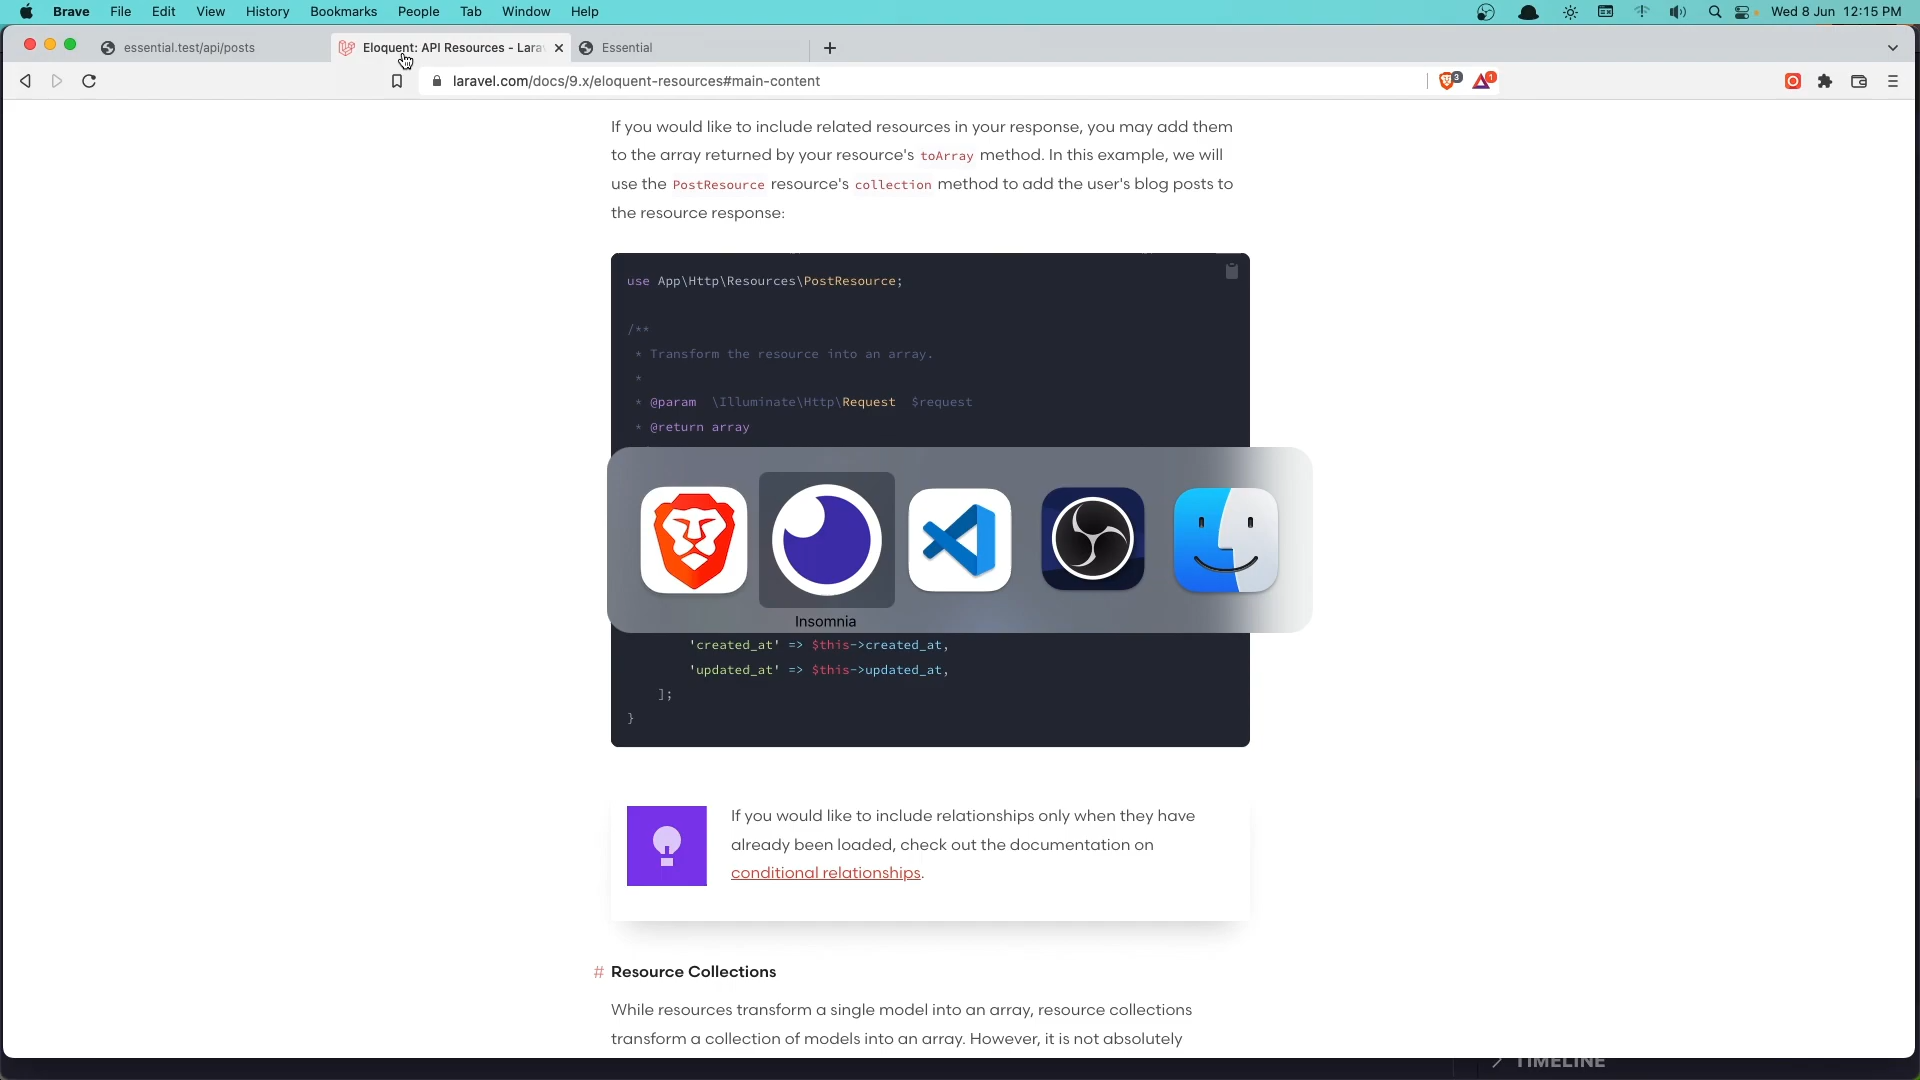 Brave File Edit View History Bookmarks People Tab Window Help Wed 8 Jun 12:15 PM
essential.test/api/posts Eloquent: API Resources - Lara Essential
laravel.com/docs/9.x/eloquent-resources#main-content 3 1
If you would like to include related resources in your response, you may add them
to the array returned by your resource's toArray method. In this example, we will
use the PostResource resource's collection method to add the user's blog posts to
the resource response:
use App\Http\Resources\PostResource;
/**
* Transform the resource into an array.
*
* @param \Illuminate\Http\Request $request
* @return array
Insomnia
'created_at' => $this->created_at,
'updated_at' => $this->updated_at,
];
}
If you would like to include relationships only when they have
already been loaded, check out the documentation on
conditional relationships.
# Resource Collections
While resources transform a single model into an array, resource collections
transform a collection of models into an array. However, it is not absolutely
TIMELINE